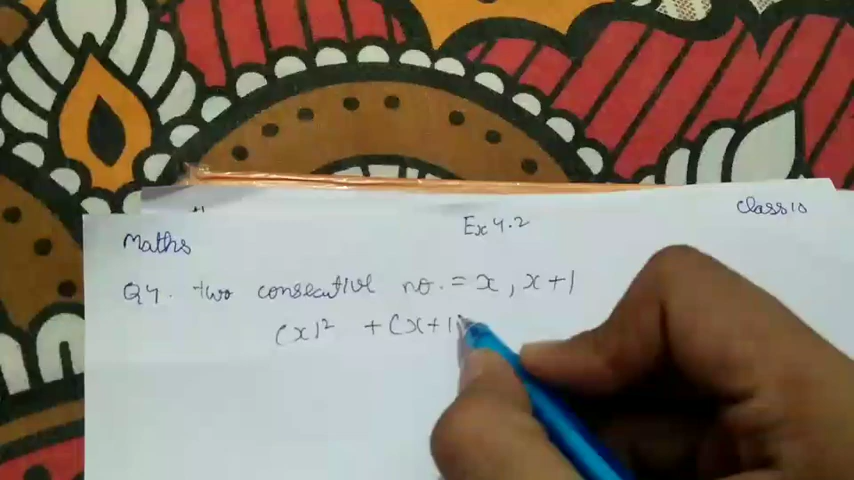 Maths Ex 4.2 Class 10
Q4. two consecutive no. = x, x+1
(x)² + (x+1)